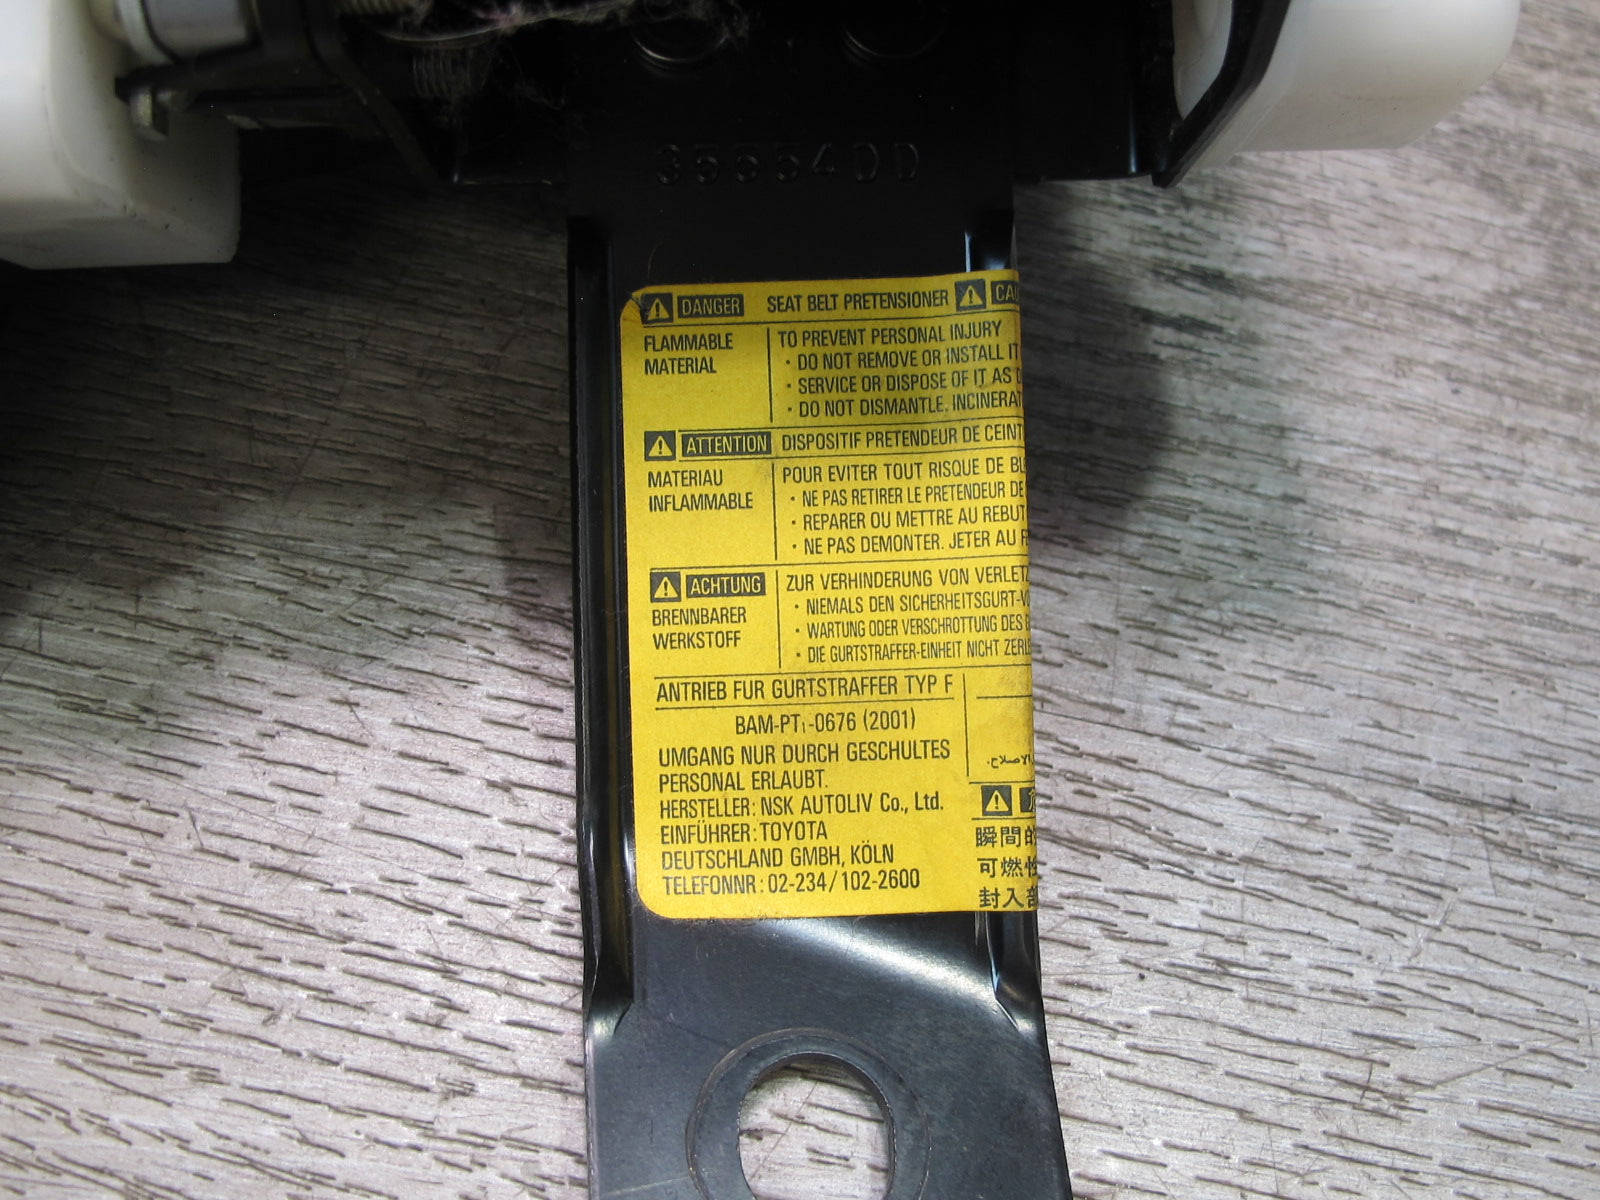 35554DD
DANGER SEAT BELT PRETENSIONER
FLAMMABLE
MATERIAL
TO PREVENT PERSONAL INJURY
· DO NOT REMOVE OR INSTALL IT
· SERVICE OR DISPOSE OF IT AS
· DO NOT DISMANTLE. INCINERAT
ATTENTION DISPOSITIF PRETENDEUR DE CEINT
MATERIAU
INFLAMMABLE
POUR EVITER TOUT RISQUE DE
· NE PAS RETIRER LE PRETENDEUR DE
· REPARER OU METTRE AU REBUT
· NE PAS DEMONTER. JETER AU
ACHTUNG
BRENNBARER
WERKSTOFF
ZUR VERHINDERUNG VON VERLETZ
· NIEMALS DEN SICHERHEITSGURT-
· WARTUNG ODER VERSCHROTTUNG DES
· DIE GURTSTRAFFER-EINHEIT NICHT
ANTRIEB FUR GURTSTRAFFER TYP F
BAM-PT₁-0676 (2001)
UMGANG NUR DURCH GESCHULTES
PERSONAL ERLAUBT.
HERSTELLER: NSK AUTOLIV Co., Ltd.
EINFÜHRER: TOYOTA
DEUTSCHLAND GMBH, KÖLN
TELEFONNR: 02-234/102-2600
瞬間的
可燃性
封入